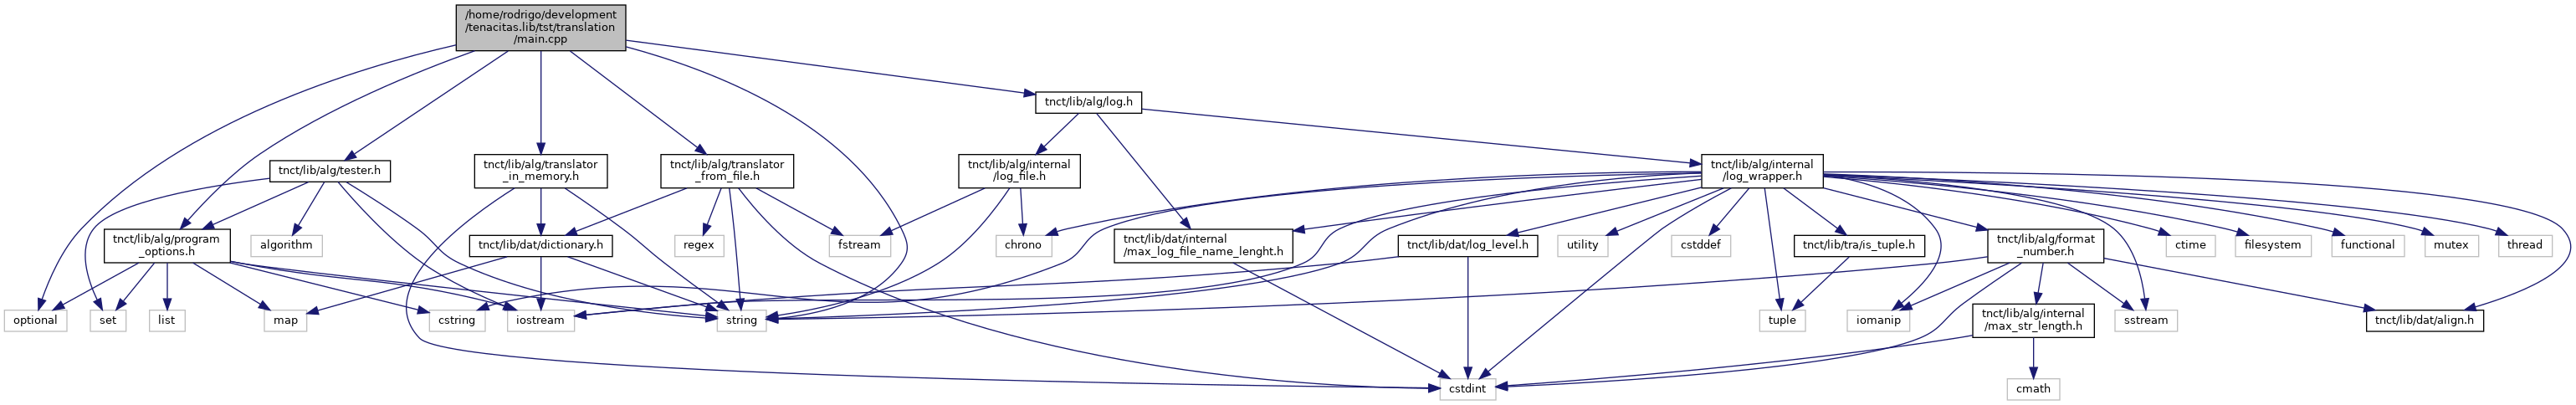 /home/rodrigo/development
/tenacitas.lib/tst/translation
/main.cpp
tnct/lib/alg/log.h
tnct/lib/alg/tester.h
tnct/lib/alg/translator
_in_memory.h
tnct/lib/alg/translator
_from_file.h
tnct/lib/alg/internal
/log_file.h
tnct/lib/alg/internal
/log_wrapper.h
tnct/lib/alg/program
_options.h
algorithm
tnct/lib/dat/dictionary.h
regex
fstream
chrono
tnct/lib/dat/internal
/max_log_file_name_lenght.h
tnct/lib/dat/log_level.h
utility
cstddef
tnct/lib/tra/is_tuple.h
tnct/lib/alg/format
_number.h
ctime
filesystem
functional
mutex
thread
optional
set
list
map
cstring
iostream
string
tuple
iomanip
tnct/lib/alg/internal
/max_str_length.h
sstream
tnct/lib/dat/align.h
cstdint
cmath